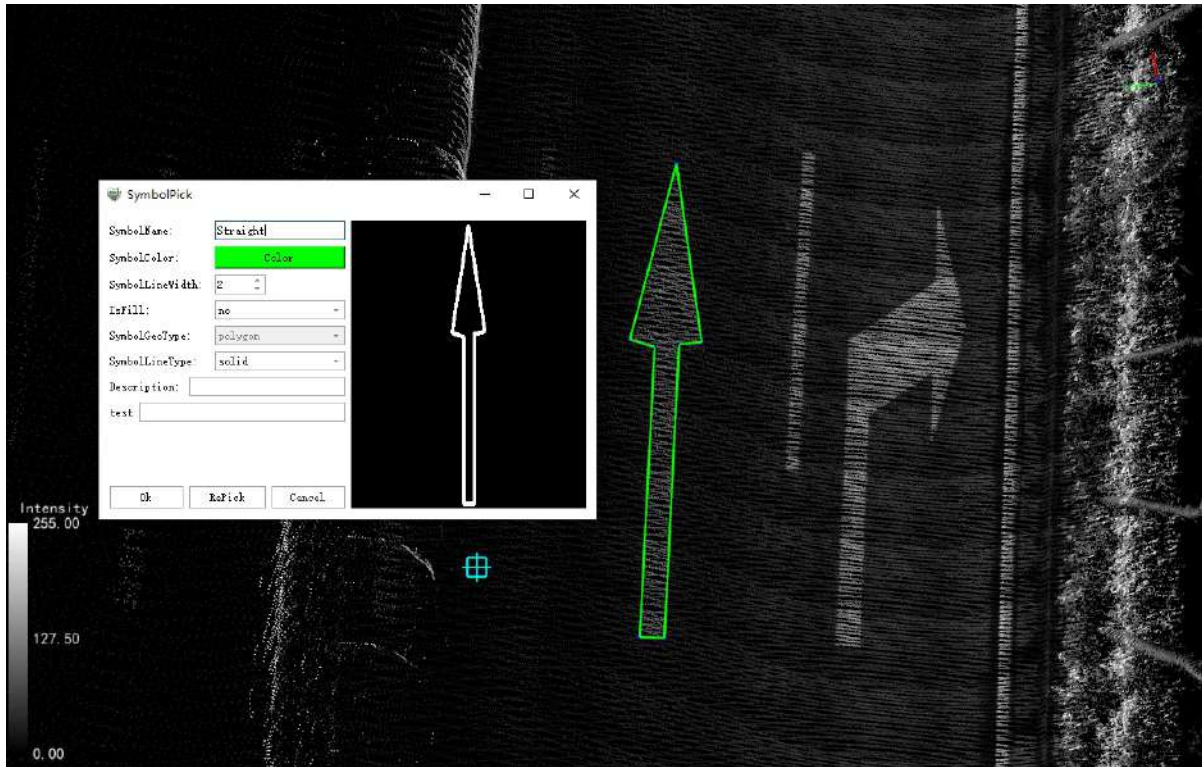 SymbolPick
SymbolName: Straight
SymbolColor: Color
SymbolLineWidth: 2
IsFill: no
SymbolGeoType: polygon
SymbolLineType: solid
Description:
test
Ok RePick Cancel
Intensity
255.00
127.50
0.00